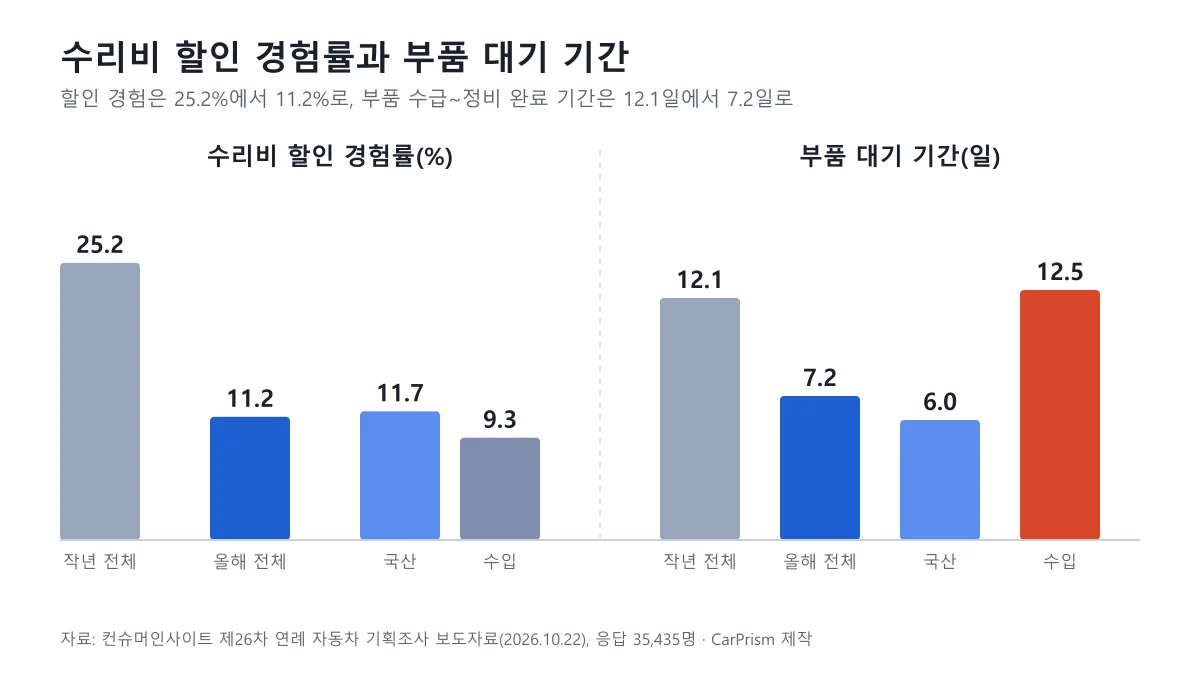 수리비 할인 경험률과 부품 대기 기간
할인 경험은 25.2%에서 11.2%로, 부품 수급~정비 완료 기간은 12.1일에서 7.2일로
수리비 할인 경험률(%)
25.2
11.2
11.7
9.3
작년 전체
올해 전체
국산
수입
부품 대기 기간(일)
12.1
7.2
6.0
12.5
작년 전체
올해 전체
국산
수입
자료: 컨슈머인사이트 제26차 연례 자동차 기획조사 보도자료(2026.10.22), 응답 35,435명 · CarPrism 제작